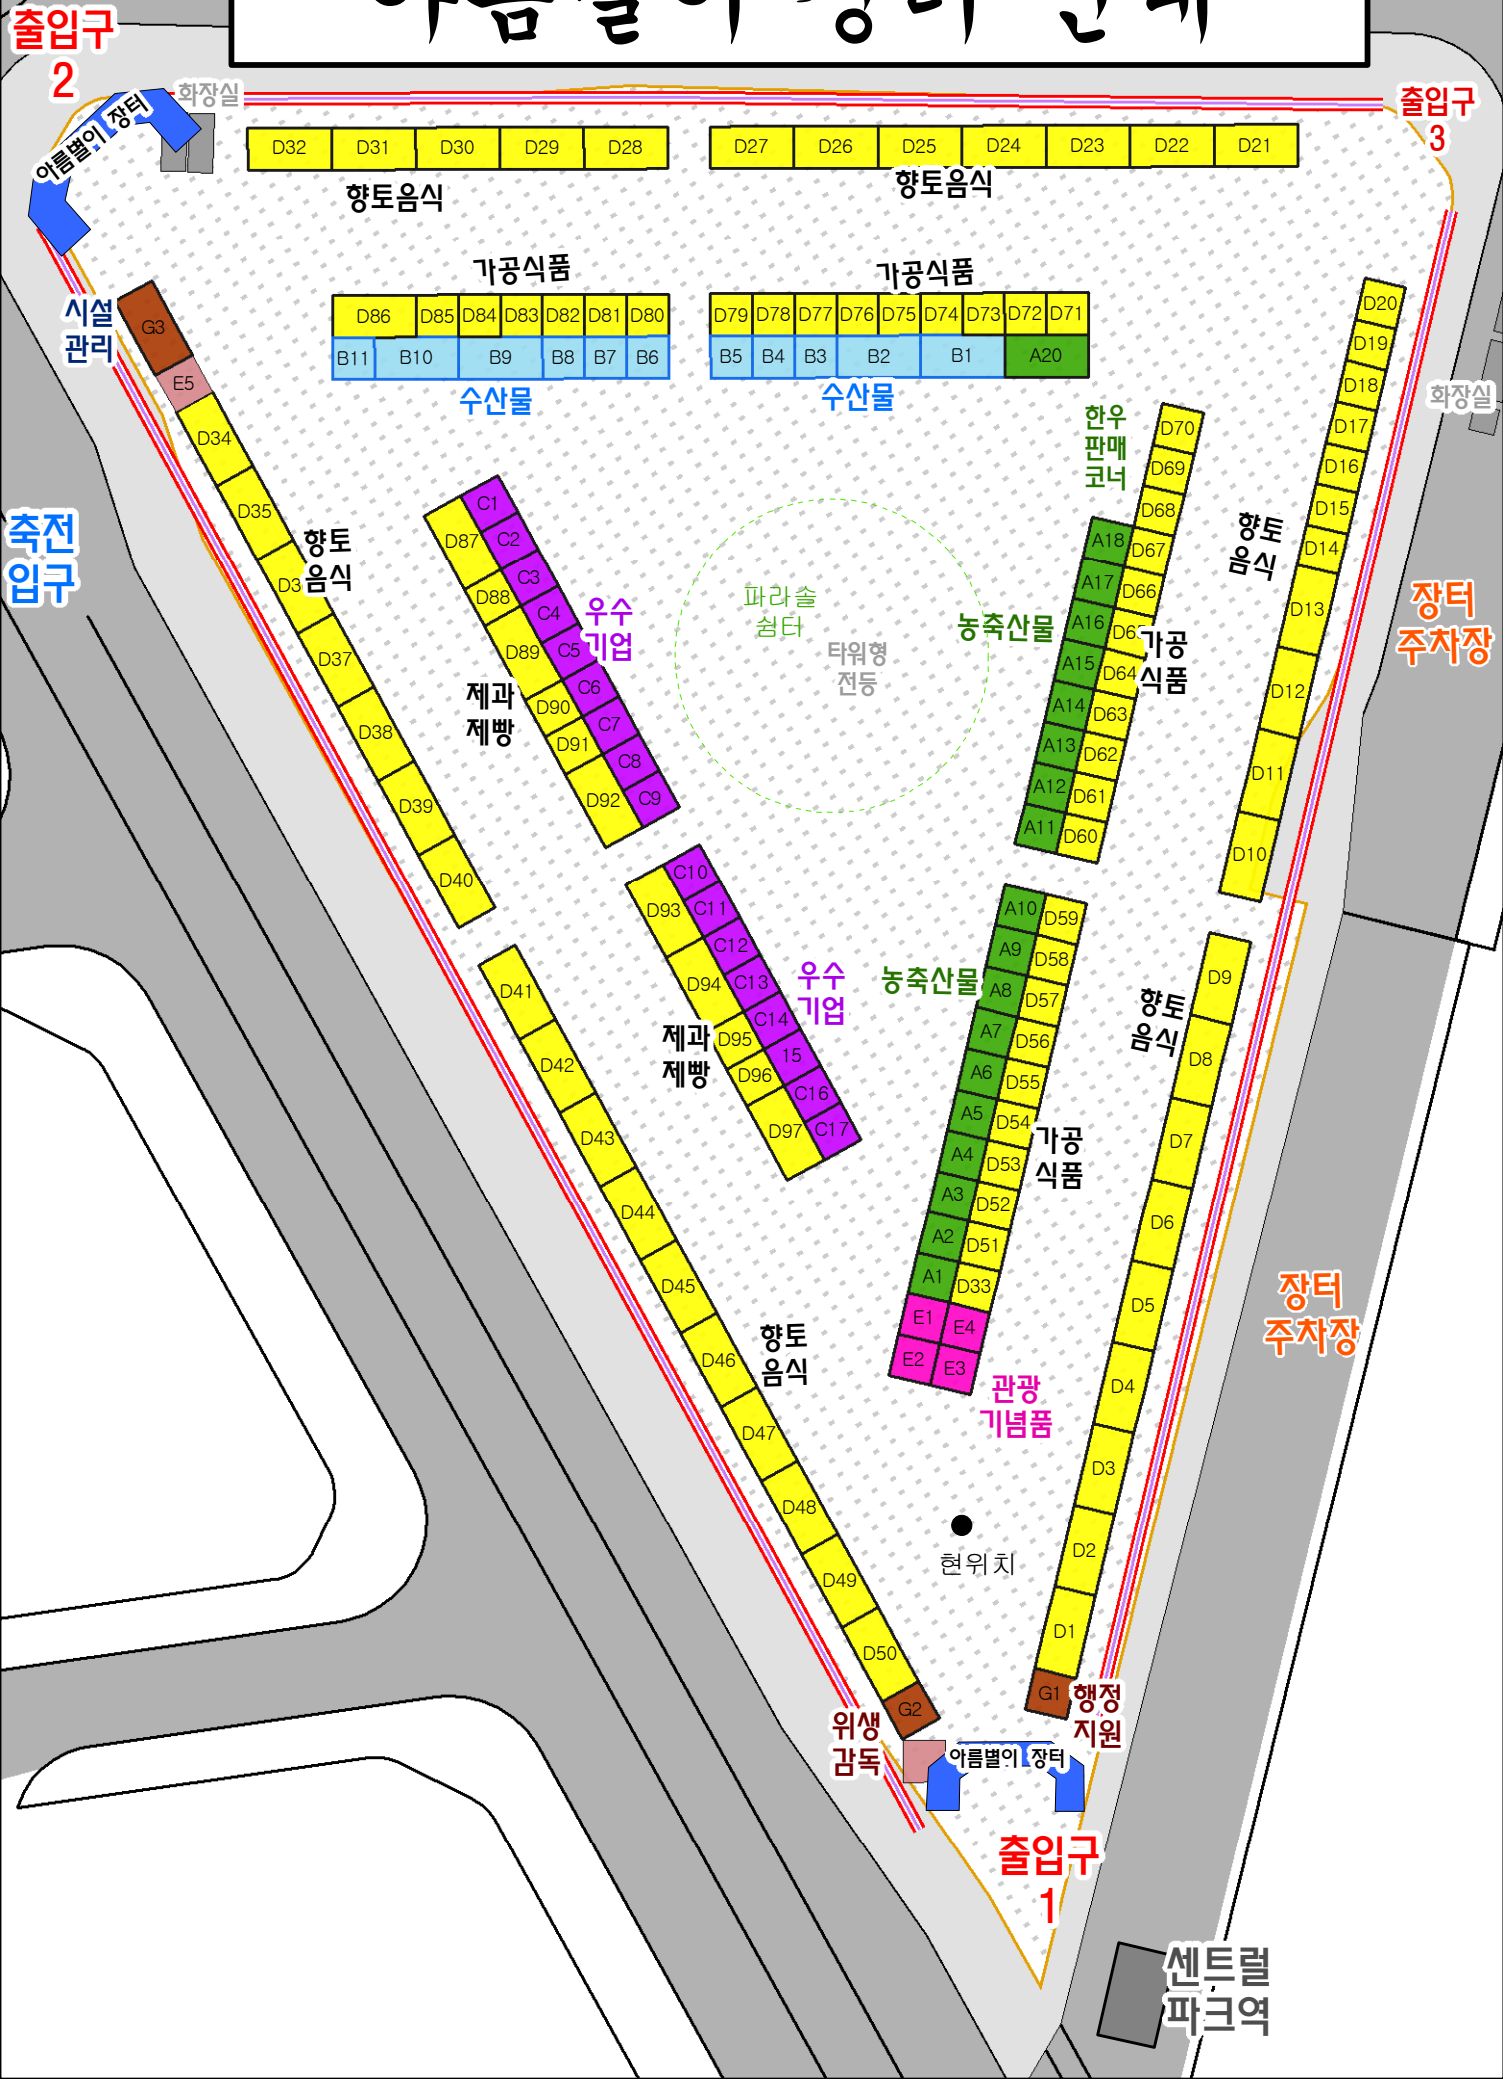 아름별이 장터 안내
출입구
2
화장실
출입구
3
아름별이 장터
D32 D31 D30 D29 D28
D27 D26 D25 D24 D23 D22 D21
향토음식
향토음식
가공식품
가공식품
시설
관리
G3
E5
D86 D85 D84 D83 D82 D81 D80
B11 B10 B9 B8 B7 B6
수산물
D79 D78 D77 D76 D75 D74 D73 D72 D71
B5 B4 B3 B2 B1 A20
수산물
D20
D19
D18
D17
D16
D15
D14
D13
D12
D11
D10
화장실
한우
판매
코너
D70
D69
D68
D67
D66
D65
D64
D63
D62
D61
D60
A18
A17
A16
A15
A14
A13
A12
A11
농축산물
가공
식품
향토
음식
축전
입구
D34
D35
D3
D37
D38
D39
D40
향토
음식
D87
D88
D89
D90
D91
D92
C1
C2
C3
C4
C5
C6
C7
C8
C9
우수
기업
제과
제빵
파라솔
쉼터
타워형
전등
장터
주차장
D93
D94
D95
D96
D97
C10
C11
C12
C13
C14
15
C16
C17
우수
기업
제과
제빵
A10
A9
A8
A7
A6
A5
A4
A3
A2
A1
D59
D58
D57
D56
D55
D54
D53
D52
D51
D33
농축산물
가공
식품
E1 E4
E2 E3
관광
기념품
D9
D8
D7
D6
D5
D4
D3
D2
D1
G1
향토
음식
장터
주차장
D41
D42
D43
D44
D45
D46
D47
D48
D49
D50
G2
향토
음식
현위치
행정
지원
위생
감독
아름별이 장터
출입구
1
센트럴
파크역